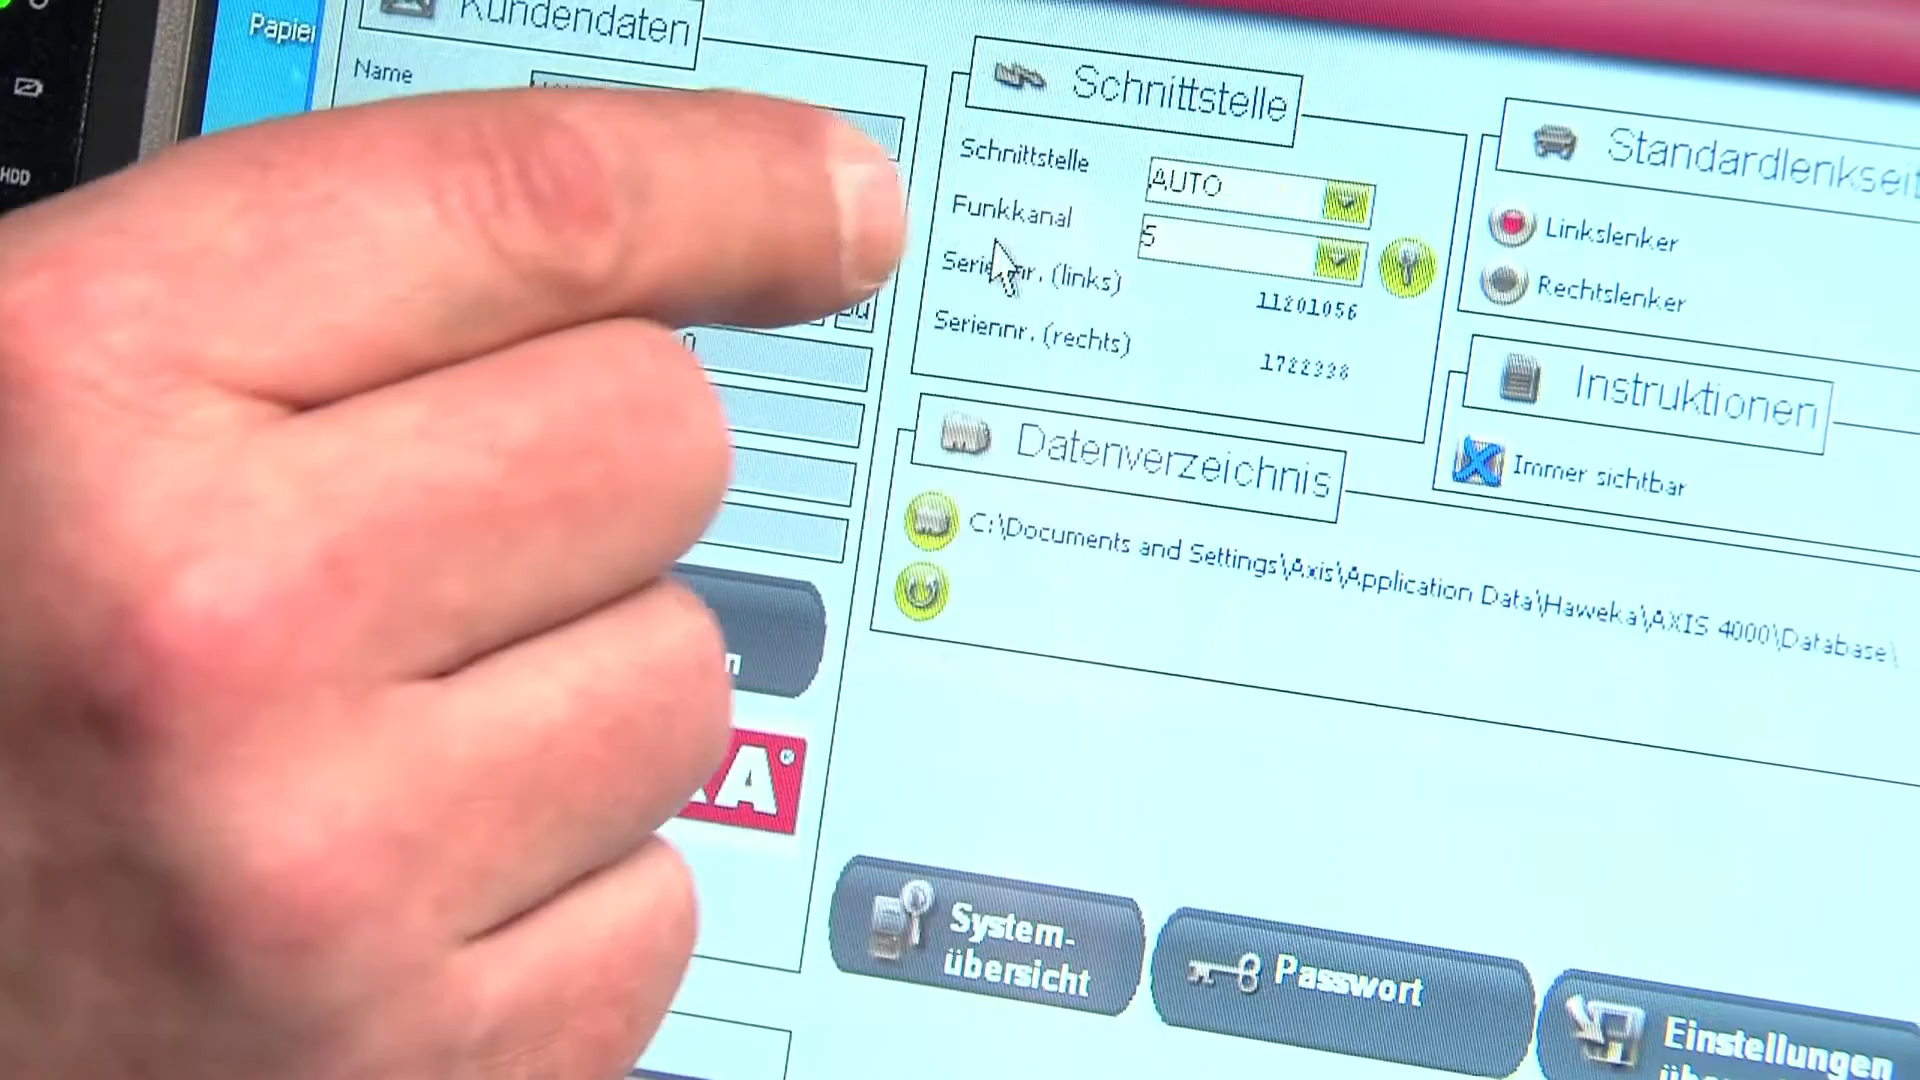 Papier
HDD
Kundendaten
Name
Schnittstelle
Schnittstelle
AUTO
Funkkanal
5
Seriennr. (links)
11201056
Seriennr. (rechts)
Standardlenkseit
Linkslenker
Rechtslenker
Instruktionen
Immer sichtbar
Datenverzeichnis
C:\Documents and Settings\Axis\Application Data\Haweka\AXIS 4000\Database\
A®
System-
übersicht
Passwort
Einstellungen